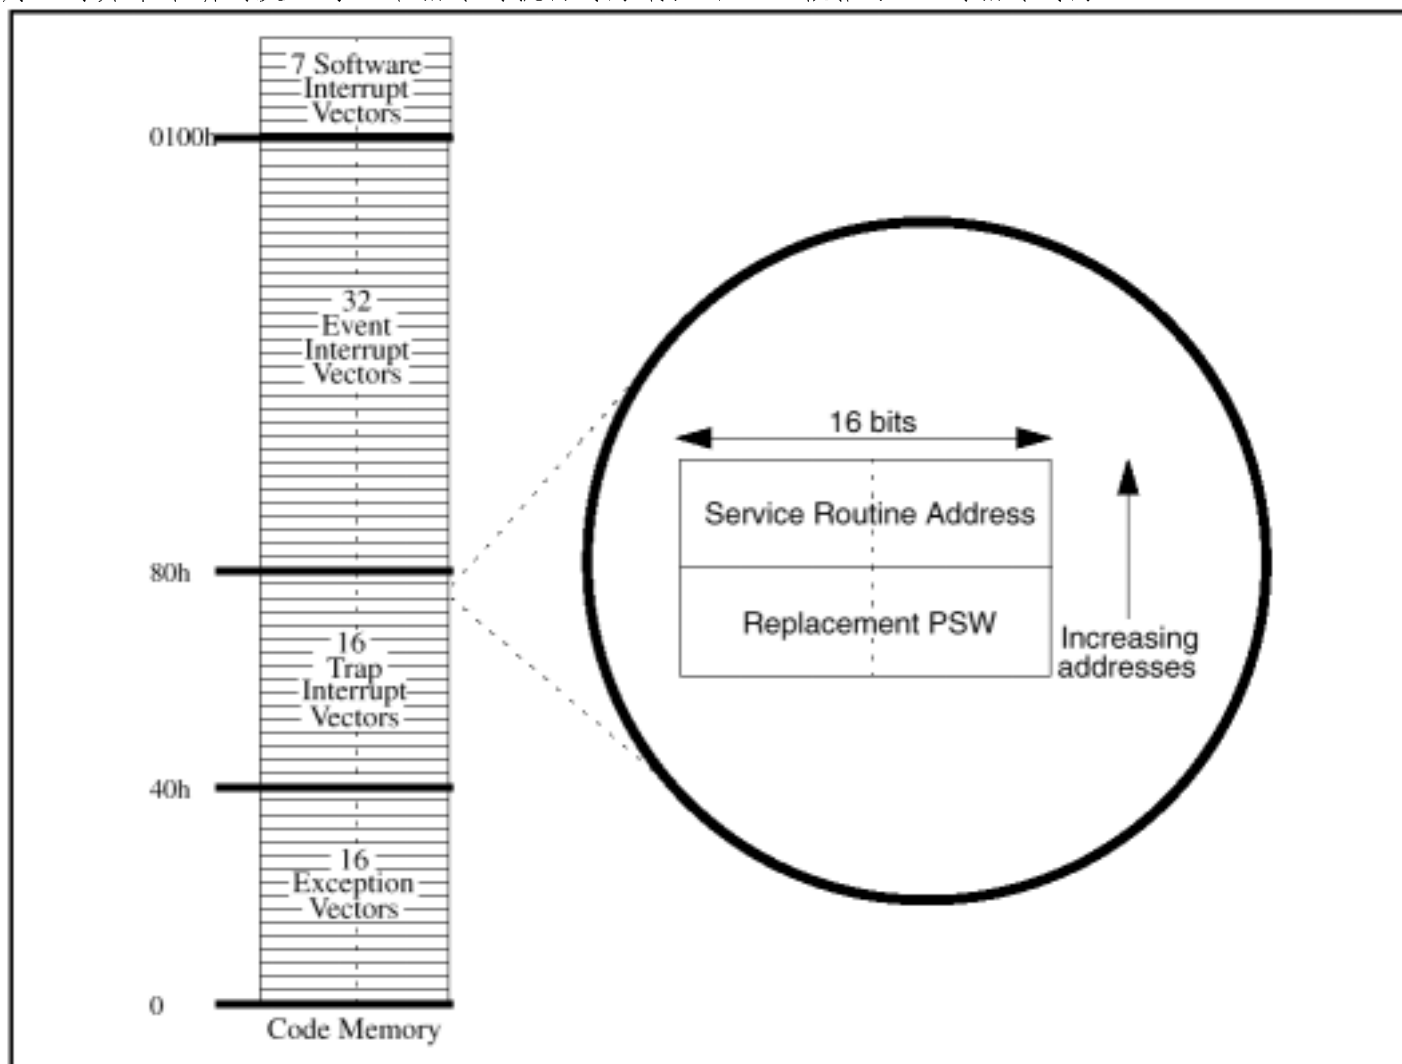 7 Software
Interrupt
Vectors
0100h
32
Event
Interrupt
Vectors
16 bits
Service Routine Address
80h
Replacement PSW
16
Trap
Interrupt
Vectors
Increasing
addresses
40h
16
Exception
Vectors
0
Code Memory